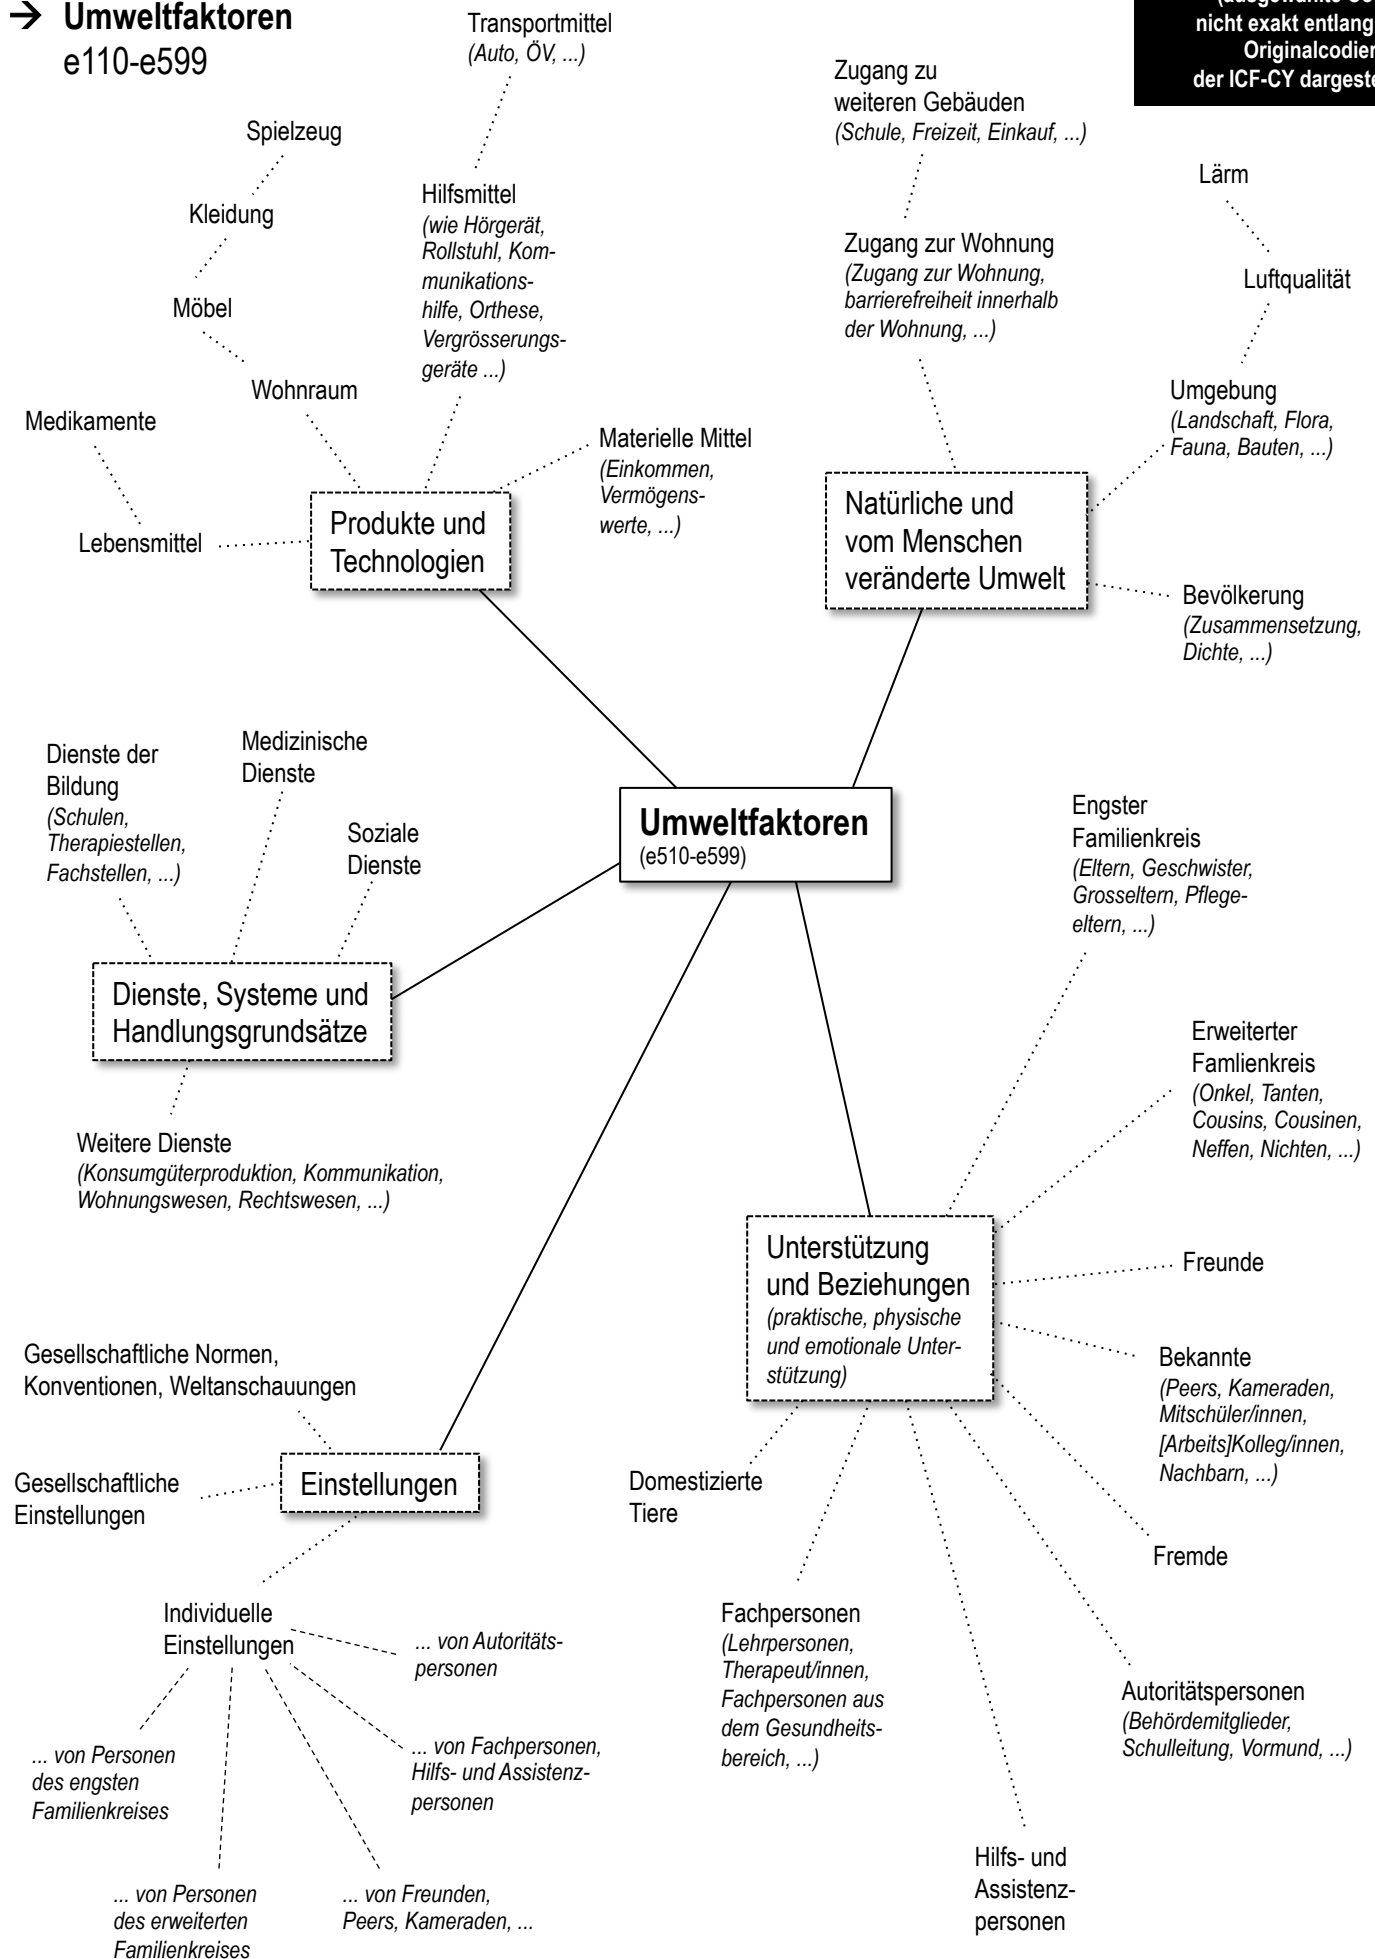 → Umweltfaktoren
e110-e599
nicht exakt entlang
Originalcodier
der ICF-CY dargeste
Transportmittel
(Auto, ÖV, ...)
Spielzeug
Kleidung
Möbel
Wohnraum
Hilfsmittel
(wie Hörgerät,
Rollstuhl, Kom-
munikations-
hilfe, Orthese,
Vergrösserungs-
geräte ...)
Medikamente
Lebensmittel
Materielle Mittel
(Einkommen,
Vermögens-
werte, ...)
Produkte und
Technologien
Zugang zu
weiteren Gebäuden
(Schule, Freizeit, Einkauf, ...)
Zugang zur Wohnung
(Zugang zur Wohnung,
barrierefreiheit innerhalb
der Wohnung, ...)
Lärm
Luftqualität
Umgebung
(Landschaft, Flora,
Fauna, Bauten, ...)
Natürliche und
vom Menschen
veränderte Umwelt
Bevölkerung
(Zusammensetzung,
Dichte, ...)
Dienste der
Bildung
(Schulen,
Therapiestellen,
Fachstellen, ...)
Medizinische
Dienste
Soziale
Dienste
Umweltfaktoren
(e510-e599)
Dienste, Systeme und
Handlungsgrundsätze
Weitere Dienste
(Konsumgüterproduktion, Kommunikation,
Wohnungswesen, Rechtswesen, ...)
Engster
Familienkreis
(Eltern, Geschwister,
Grosseltern, Pflege-
eltern, ...)
Erweiterter
Famlienkreis
(Onkel, Tanten,
Cousins, Cousinen,
Neffen, Nichten, ...)
Unterstützung
und Beziehungen
(praktische, physische
und emotionale Unter-
stützung)
Freunde
Bekannte
(Peers, Kameraden,
Mitschüler/innen,
[Arbeits]Kolleg/innen,
Nachbarn, ...)
Fremde
Autoritätspersonen
(Behördemitglieder,
Schulleitung, Vormund, ...)
Domestizierte
Tiere
Fachpersonen
(Lehrpersonen,
Therapeut/innen,
Fachpersonen aus
dem Gesundheits-
bereich, ...)
Hilfs- und
Assistenz-
personen
Gesellschaftliche Normen,
Konventionen, Weltanschauungen
Gesellschaftliche
Einstellungen
Einstellungen
Individuelle
Einstellungen
... von Autoritäts-
personen
... von Fachpersonen,
Hilfs- und Assistenz-
personen
... von Personen
des engsten
Familienkreises
... von Personen
des erweiterten
Familienkreises
... von Freunden,
Peers, Kameraden, ...